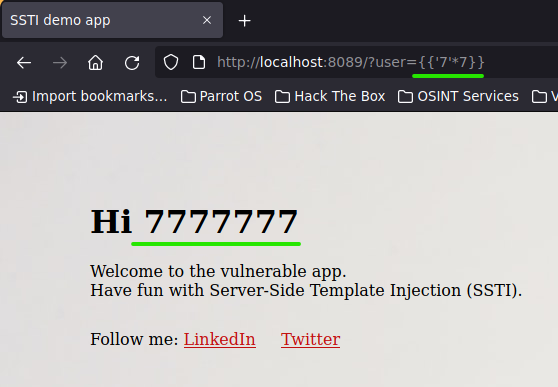 SSTI demo app
http://localhost:8089/?user={{'7'*7}}
Import bookmarks... Parrot OS Hack The Box OSINT Services
Hi 7777777
Welcome to the vulnerable app.
Have fun with Server-Side Template Injection (SSTI).
Follow me: LinkedIn Twitter